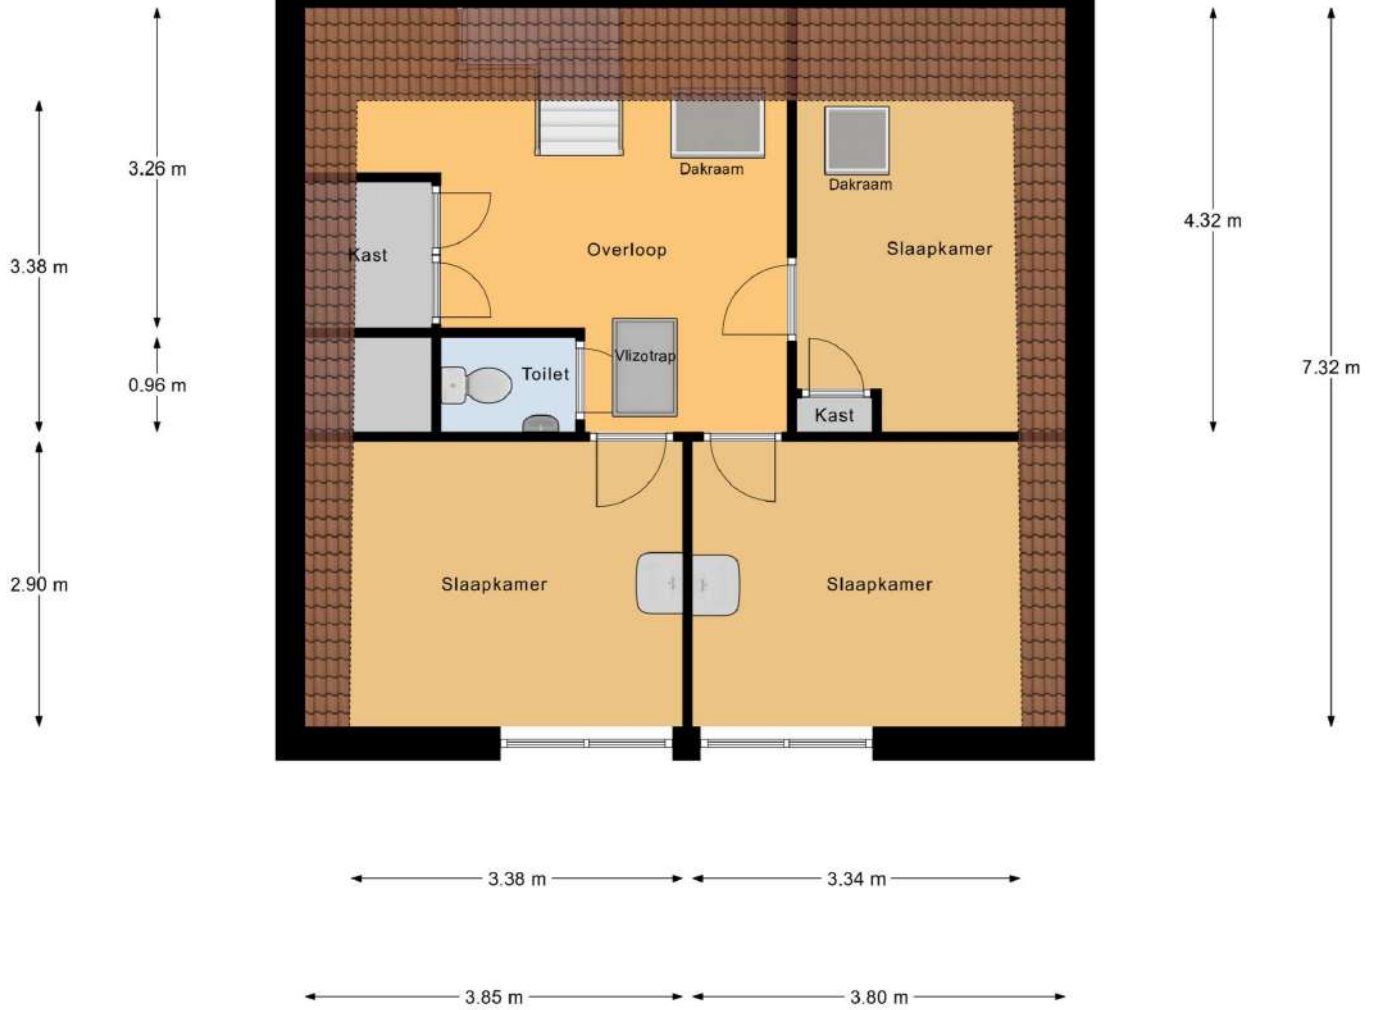 3.26 m
3.38 m
4.32 m
7.32 m
0.96 m
2.90 m
Dakraam
Dakraam
Kast
Overloop
Slaapkamer
Vlizotrap
Toilet
Kast
Slaapkamer
Slaapkamer
3.38 m
3.34 m
3.85 m
3.80 m